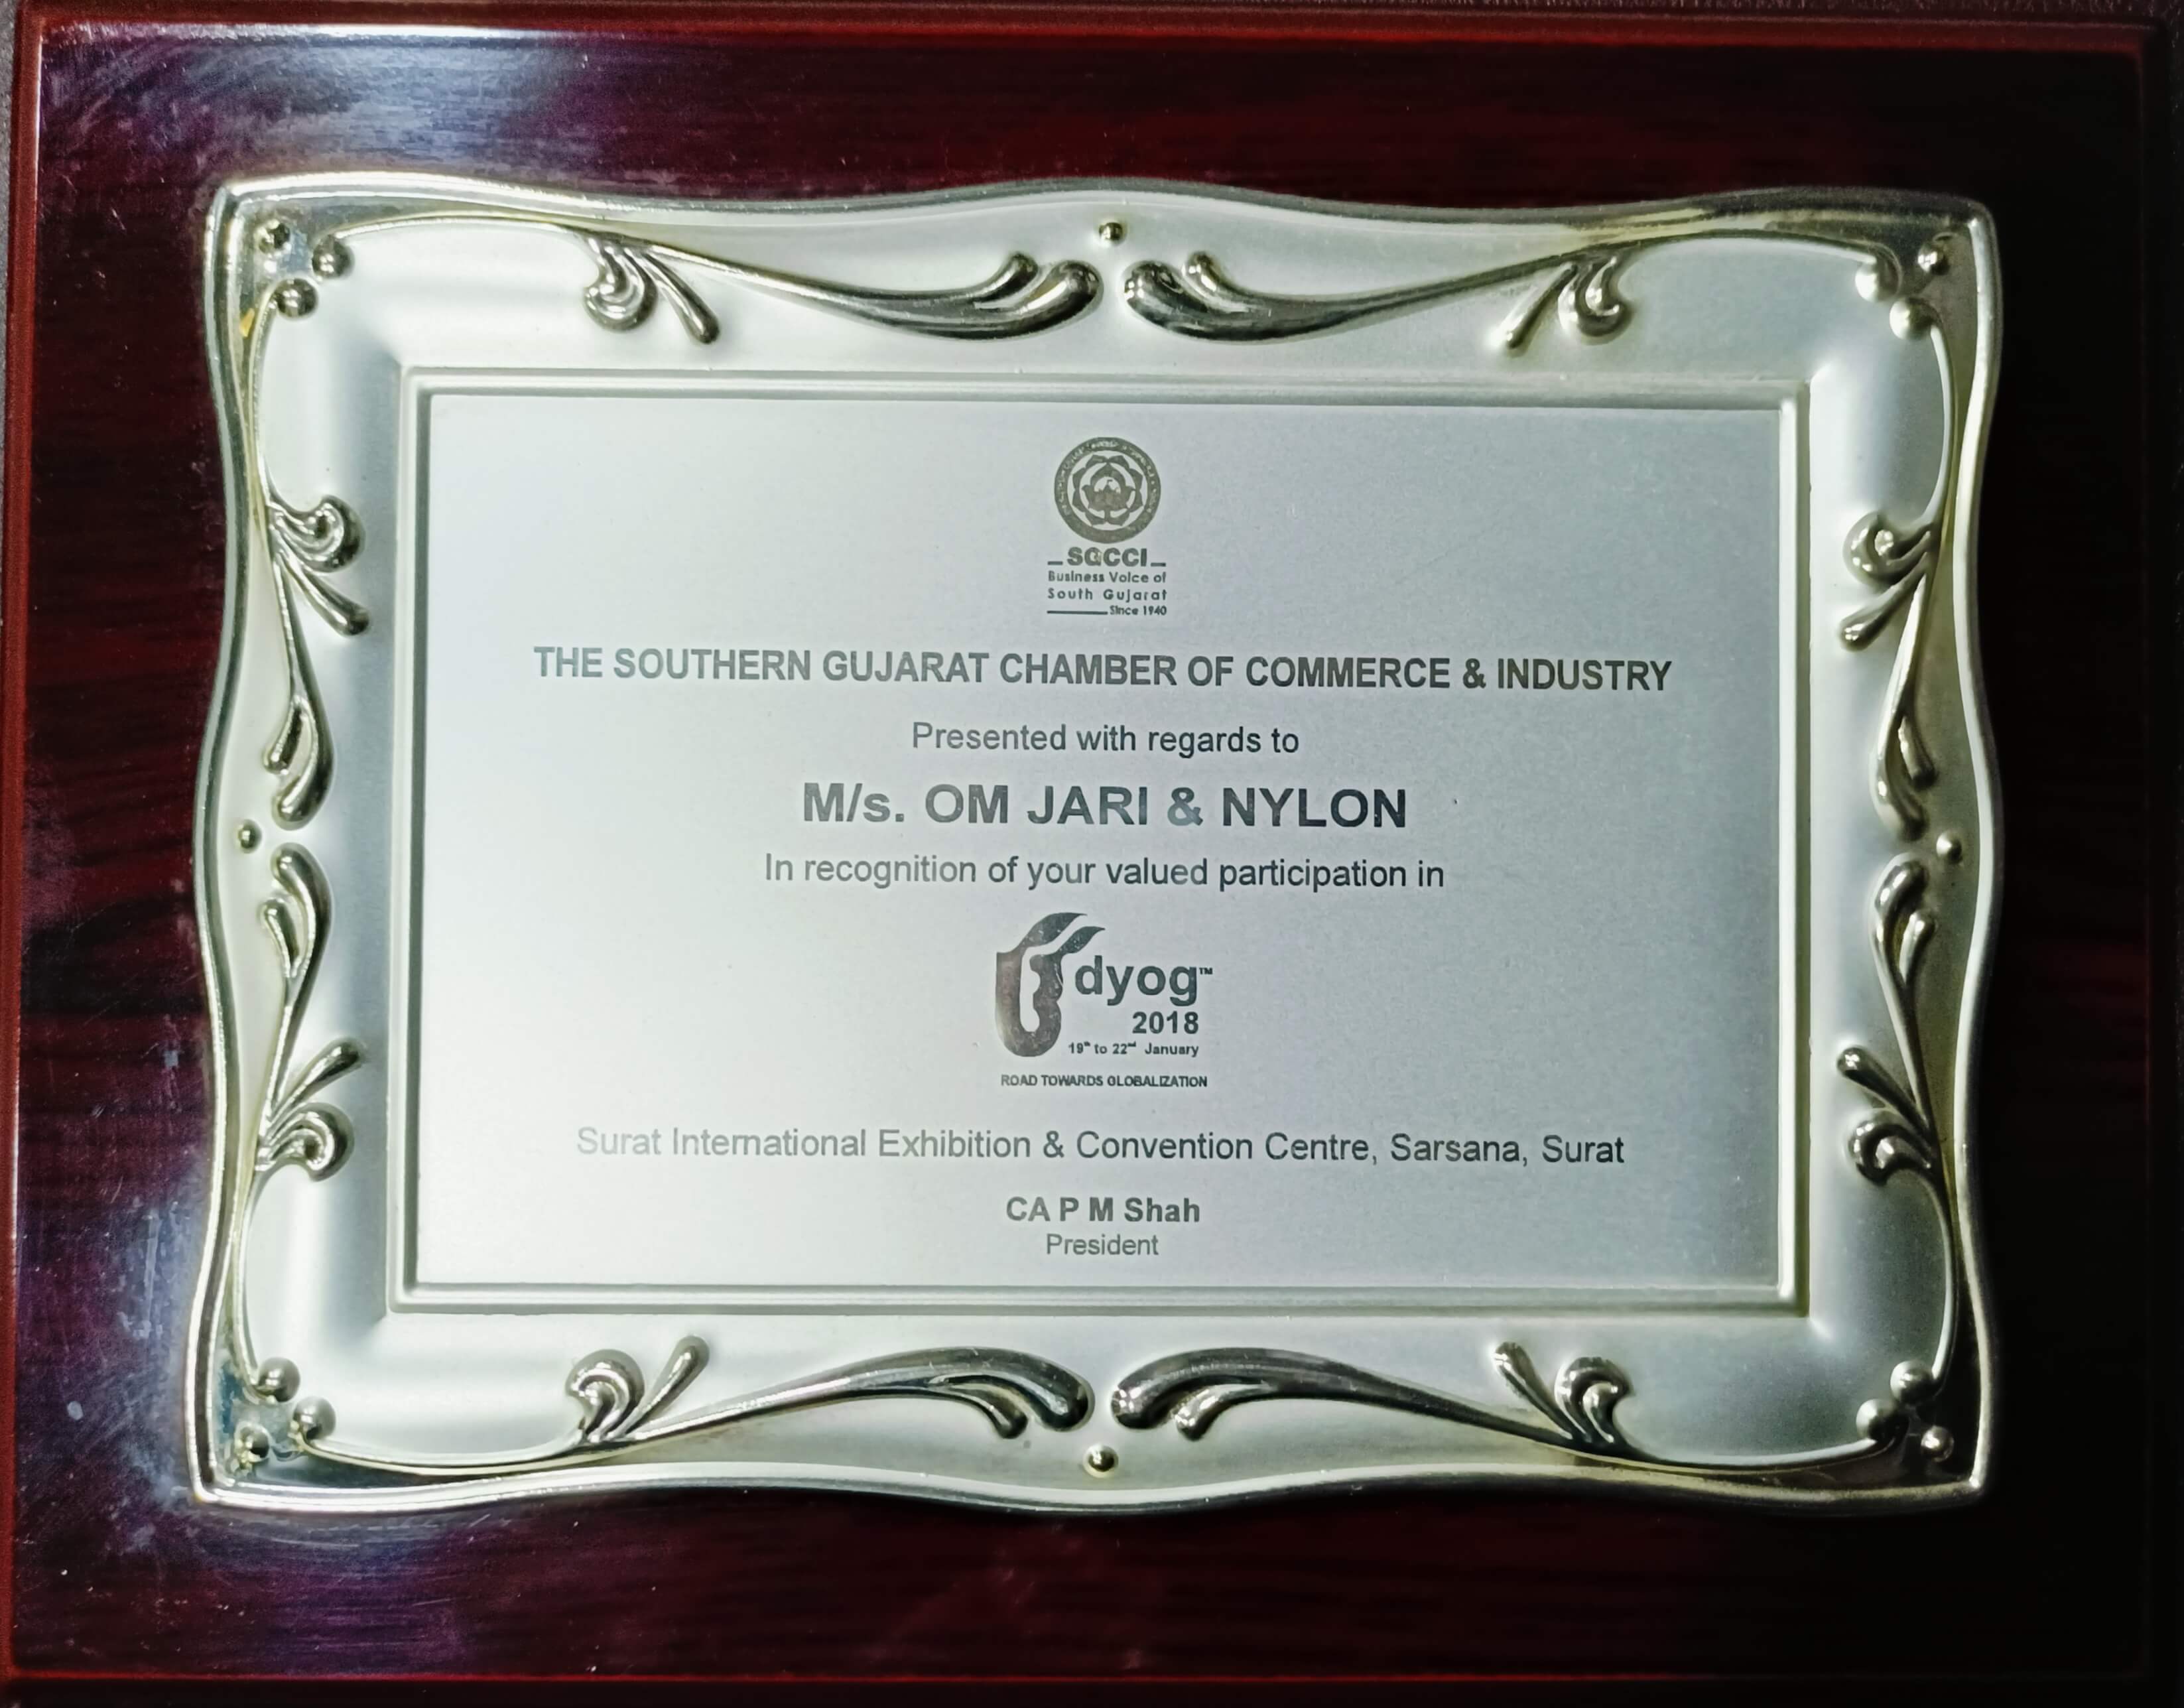 SGCCI
Business Voice of
South Gujarat
Since 1940
THE SOUTHERN GUJARAT CHAMBER OF COMMERCE & INDUSTRY
Presented with regards to
M/s. OM JARI & NYLON
In recognition of your valued participation in
Udyog™
2018
19th to 22nd January
ROAD TOWARDS GLOBALIZATION
Surat International Exhibition & Convention Centre, Sarsana, Surat
CA P M Shah
President